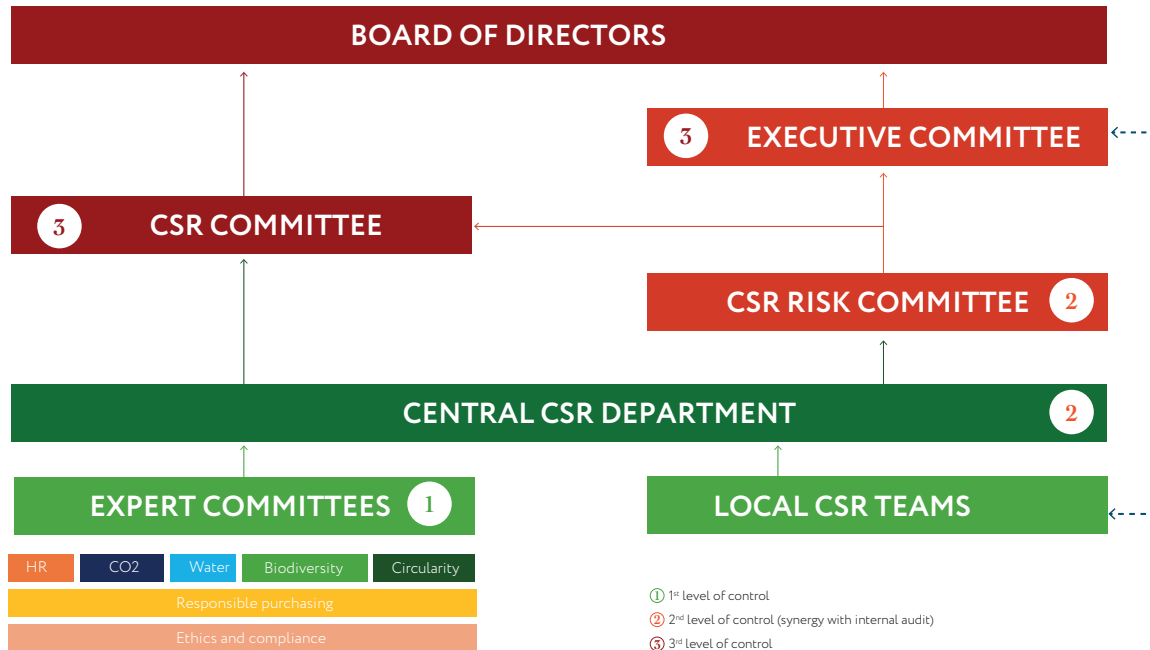 BOARD OF DIRECTORS
3 EXECUTIVE COMMITTEE
3 CSR COMMITTEE
CSR RISK COMMITTEE 2
CENTRAL CSR DEPARTMENT 2
EXPERT COMMITTEES 1
LOCAL CSR TEAMS
HR
CO2
Water
Biodiversity
Circularity
Responsible purchasing
Ethics and compliance
1 1st level of control
2 2nd level of control (synergy with internal audit)
3 3rd level of control